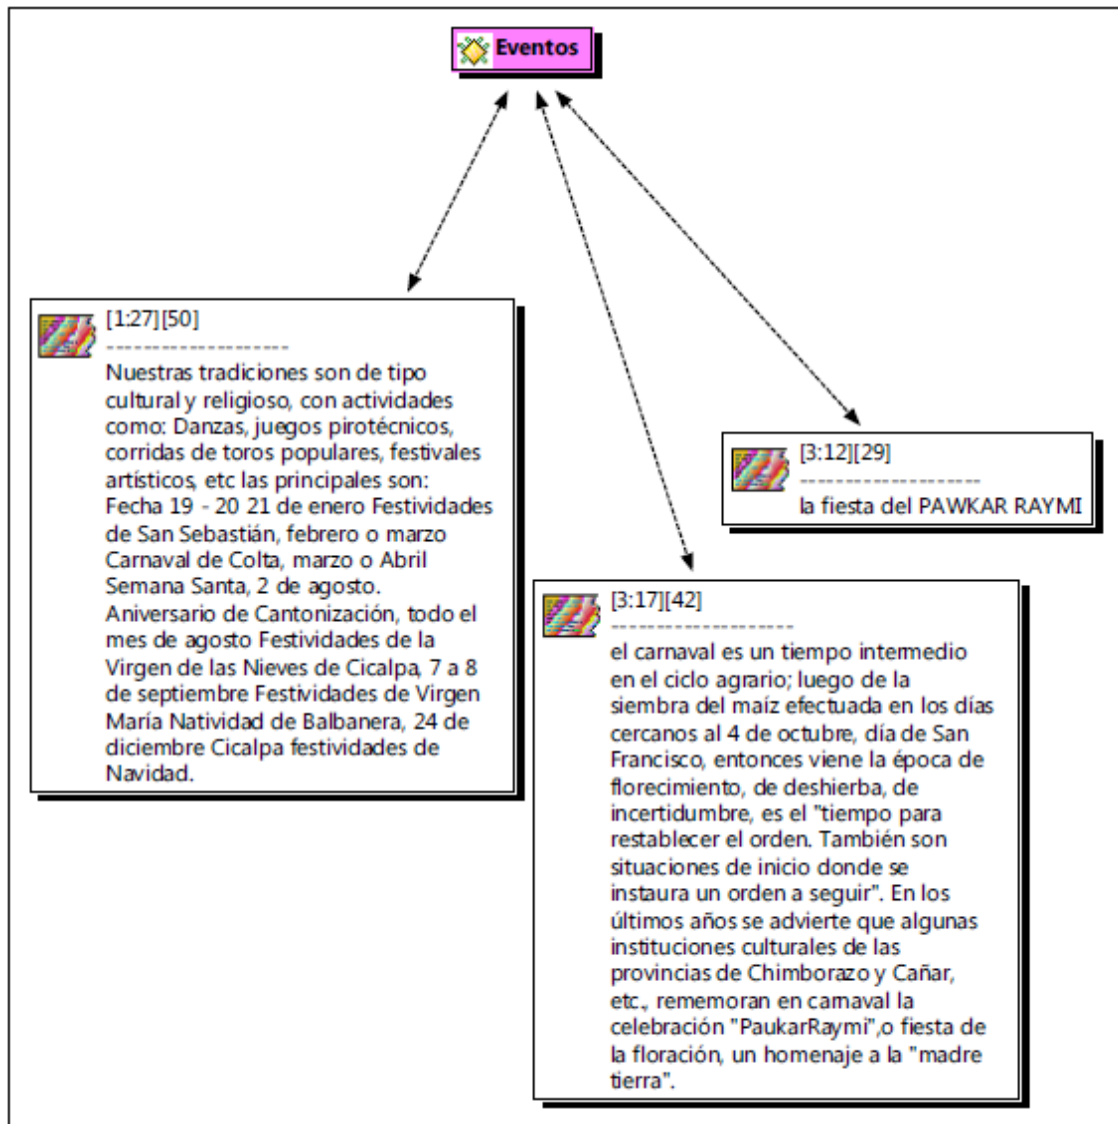 Eventos
[1:27][50]
--------------------
Nuestras tradiciones son de tipo
cultural y religioso, con actividades
como: Danzas, juegos pirotécnicos,
corridas de toros populares, festivales
artísticos, etc las principales son:
Fecha 19 - 20 21 de enero Festividades
de San Sebastián, febrero o marzo
Carnaval de Colta, marzo o Abril
Semana Santa, 2 de agosto.
Aniversario de Cantonización, todo el
mes de agosto Festividades de la
Virgen de las Nieves de Cicalpa, 7 a 8
de septiembre Festividades de Virgen
María Natividad de Balbanera, 24 de
diciembre Cicalpa festividades de
Navidad.
[3:12][29]
--------------------
la fiesta del PAWKAR RAYMI
[3:17][42]
--------------------
el carnaval es un tiempo intermedio
en el ciclo agrario; luego de la
siembra del maíz efectuada en los días
cercanos al 4 de octubre, día de San
Francisco, entonces viene la época de
florecimiento, de deshierba, de
incertidumbre, es el "tiempo para
restablecer el orden. También son
situaciones de inicio donde se
instaura un orden a seguir". En los
últimos años se advierte que algunas
instituciones culturales de las
provincias de Chimborazo y Cañar,
etc., rememoran en carnaval la
celebración "PaukarRaymi",o fiesta de
la floración, un homenaje a la "madre
tierra".